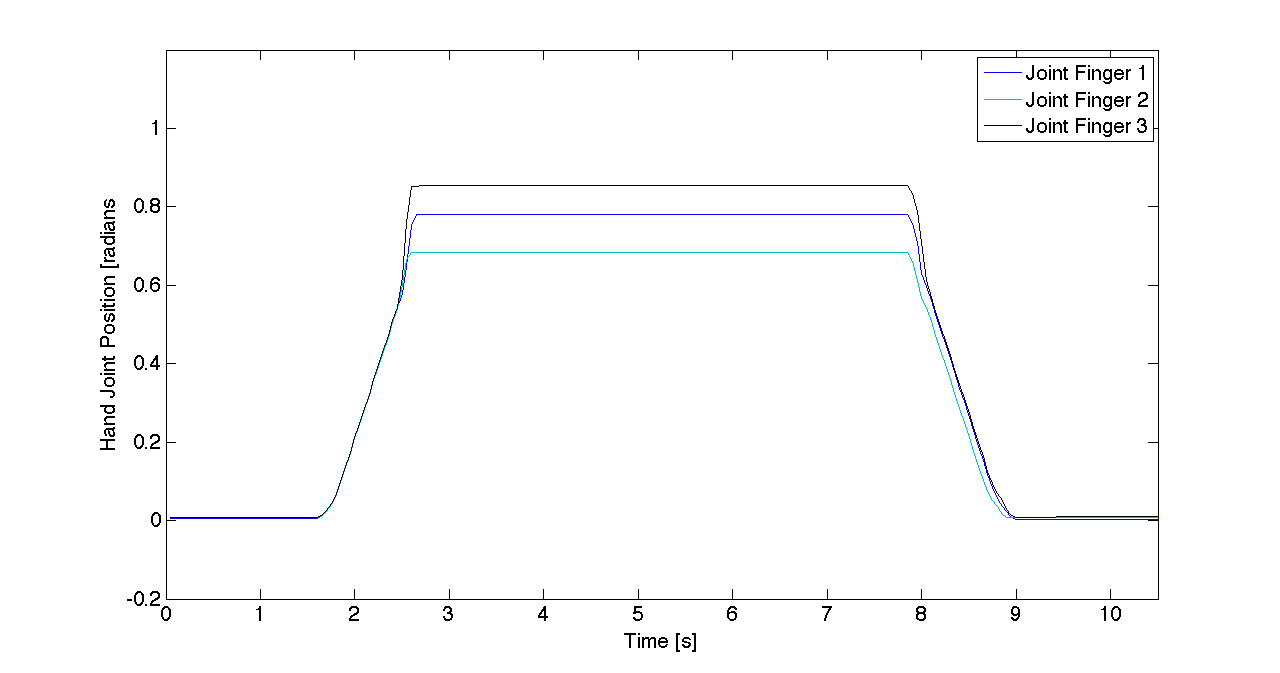 Joint Finger 1
Joint Finger 2
Joint Finger 3
1
0.8
0.6
0.4
0.2
0
-0.2
Hand Joint Position [radians
0 1 2 3 4 5 6 7 8 9 10
Time [s]